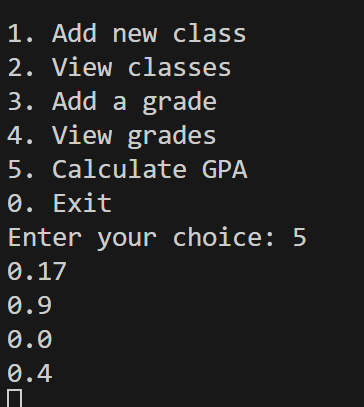 1. Add new class
2. View classes
3. Add a grade
4. View grades
5. Calculate GPA
0. Exit
Enter your choice: 5
0.17
0.9
0.0
0.4